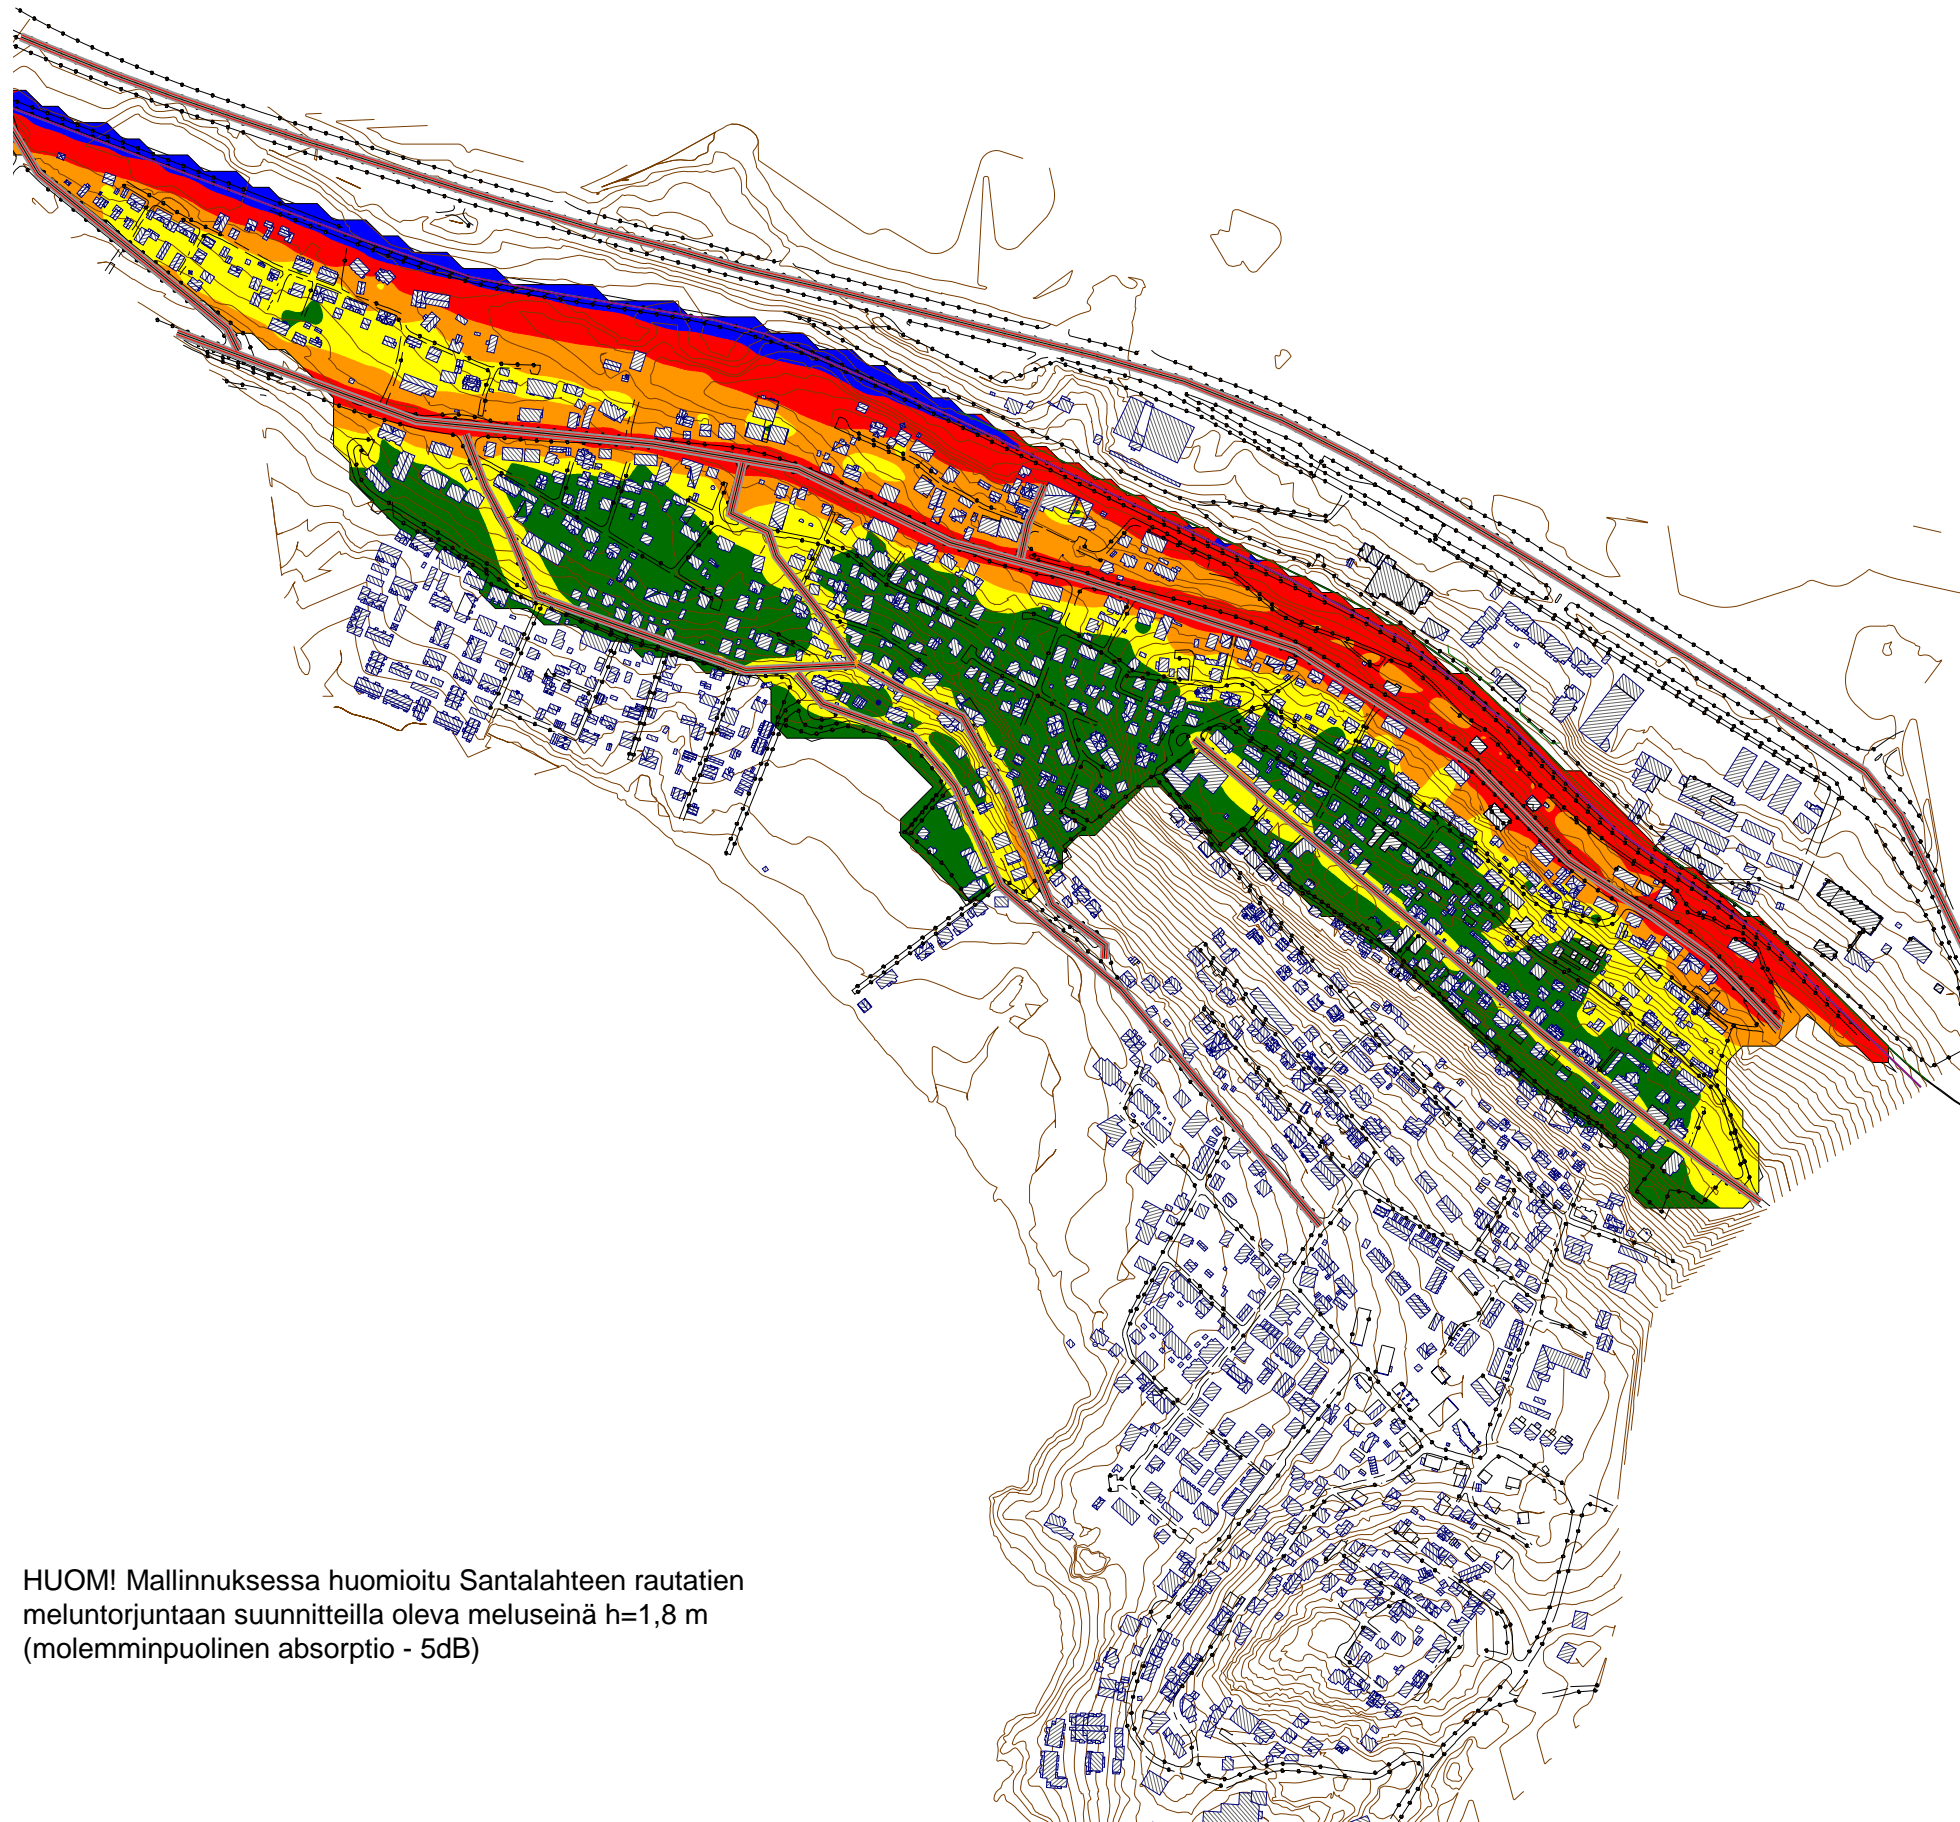 HUOM! Mallinnuksessa huomioitu Santalahteen rautatien
meluntorjuntaan suunnitteilla oleva meluseinä h=1,8 m
(molemminpuolinen absorptio - 5dB)